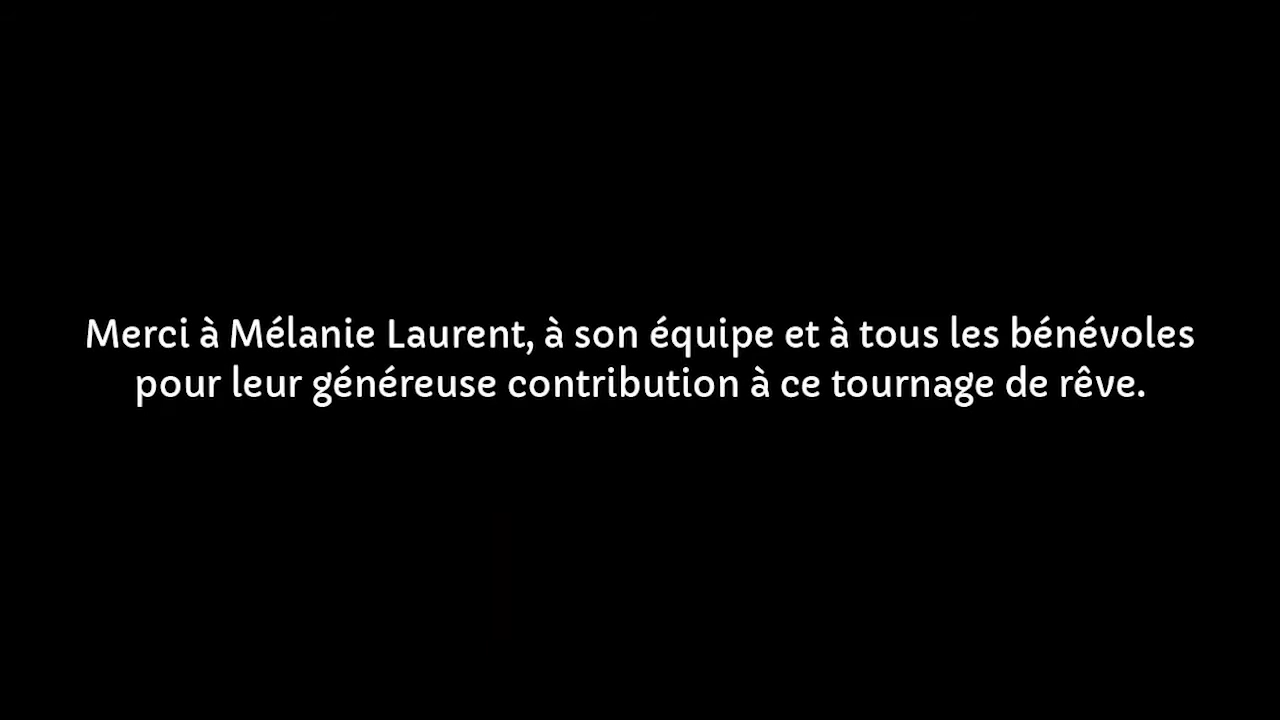 Merci à Mélanie Laurent, à son équipe et à tous les bénévoles
pour leur généreuse contribution à ce tournage de rêve.